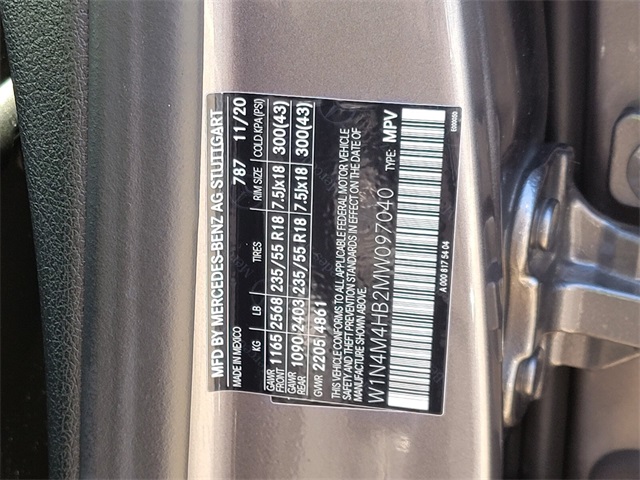 MFD BY MERCEDES-BENZ AG STUTTGART
MADE IN MEXICO 787 11/20
KG LB TIRES RIM SIZE COLD KPA(PSI)
GAWR FRONT 1165 2568 235/55 R18 7.5Jx18 300(43)
GAWR REAR 1090 2403 235/55 R18 7.5Jx18 300(43)
GVWR 2205 4861
THIS VEHICLE CONFORMS TO ALL APPLICABLE FEDERAL MOTOR VEHICLE
SAFETY AND THEFT PREVENTION STANDARDS IN EFFECT ON THE DATE OF
MANUFACTURE SHOWN ABOVE.
W1N4M4HB2MW097040 TYPE: MPV
A 000 817 54 04